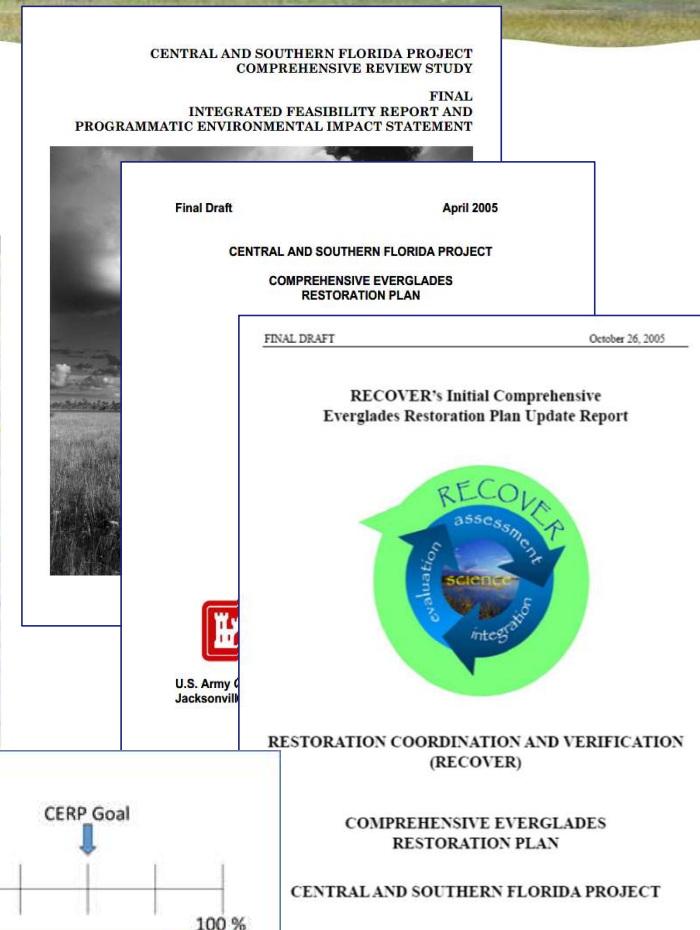 CENTRAL AND SOUTHERN FLORIDA PROJECT
COMPREHENSIVE REVIEW STUDY
FINAL
INTEGRATED FEASIBILITY REPORT AND
PROGRAMMATIC ENVIRONMENTAL IMPACT STATEMENT
Final Draft April 2005
CENTRAL AND SOUTHERN FLORIDA PROJECT
COMPREHENSIVE EVERGLADES
RESTORATION PLAN
U.S. Army
Jacksonvill
FINAL DRAFT October 26, 2005
RECOVER's Initial Comprehensive
Everglades Restoration Plan Update Report
RECOVER
assessment
evaluation
science
integration
RESTORATION COORDINATION AND VERIFICATION
(RECOVER)
COMPREHENSIVE EVERGLADES
RESTORATION PLAN
CENTRAL AND SOUTHERN FLORIDA PROJECT
CERP Goal
100 %